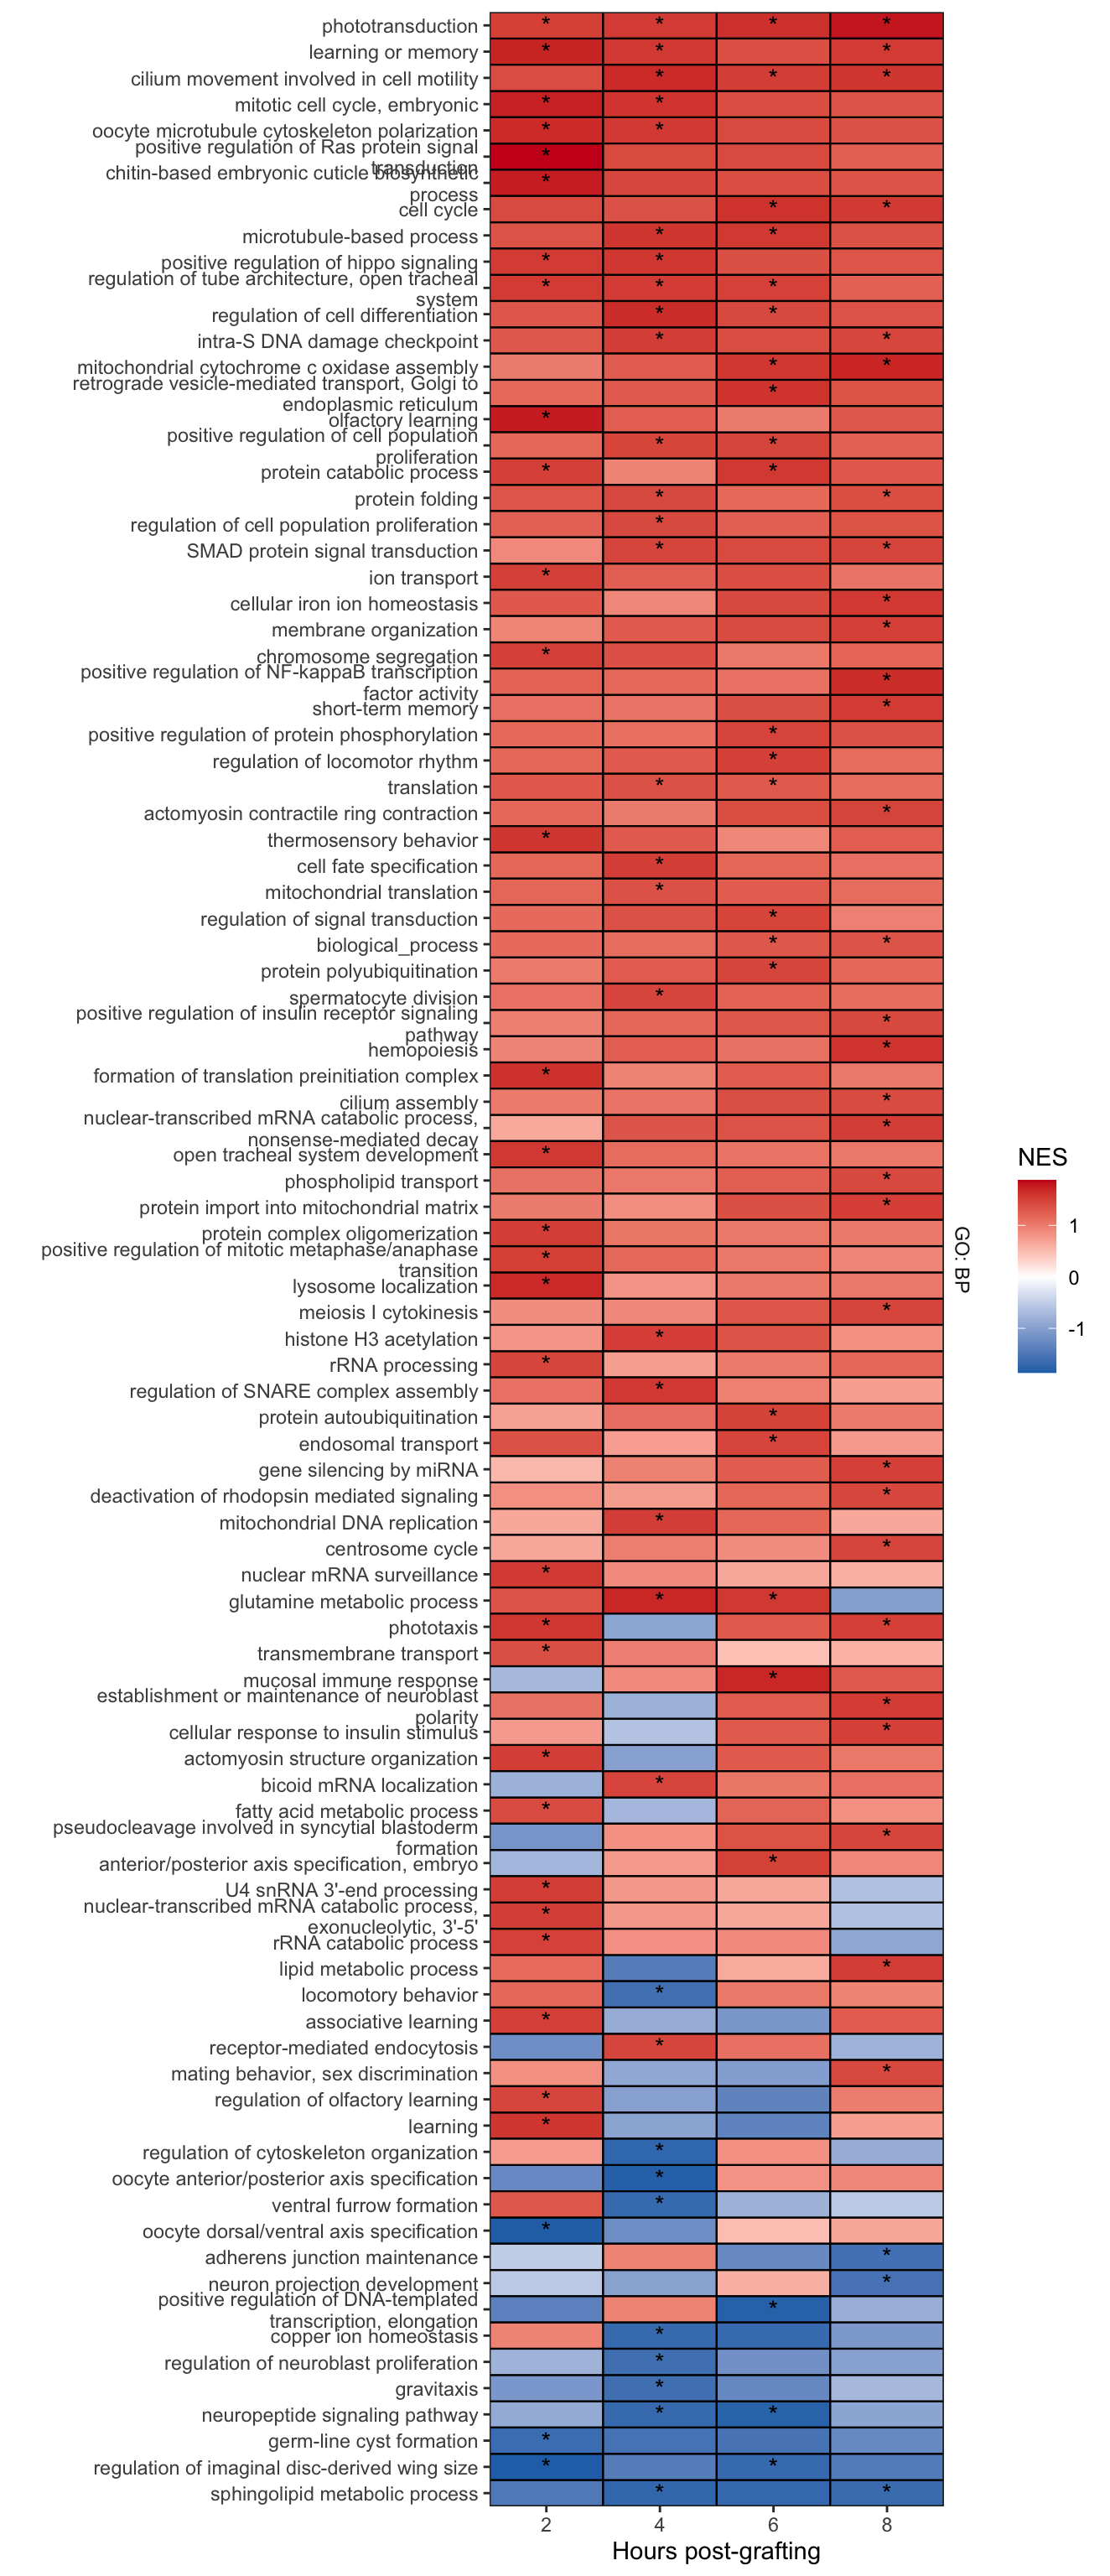 phototransduction
learning or memory
cilium movement involved in cell motility
mitotic cell cycle, embryonic
oocyte microtubule cytoskeleton polarization
positive regulation of Ras protein signal
transduction
chitin-based embryonic cuticle biosynthetic
process
cell cycle
microtubule-based process
positive regulation of hippo signaling
regulation of tube architecture, open tracheal
system
regulation of cell differentiation
intra-S DNA damage checkpoint
mitochondrial cytochrome c oxidase assembly
retrograde vesicle-mediated transport, Golgi to
endoplasmic reticulum
olfactory learning
positive regulation of cell population
proliferation
protein catabolic process
protein folding
regulation of cell population proliferation
SMAD protein signal transduction
ion transport
cellular iron ion homeostasis
membrane organization
chromosome segregation
positive regulation of NF-kappaB transcription
factor activity
short-term memory
positive regulation of protein phosphorylation
regulation of locomotor rhythm
translation
actomyosin contractile ring contraction
thermosensory behavior
cell fate specification
mitochondrial translation
regulation of signal transduction
biological_process
protein polyubiquitination
spermatocyte division
positive regulation of insulin receptor signaling
pathway
hemopoiesis
formation of translation preinitiation complex
cilium assembly
nuclear-transcribed mRNA catabolic process,
nonsense-mediated decay
open tracheal system development
phospholipid transport
protein import into mitochondrial matrix
protein complex oligomerization
positive regulation of mitotic metaphase/anaphase
transition
lysosome localization
meiosis I cytokinesis
histone H3 acetylation
rRNA processing
regulation of SNARE complex assembly
protein autoubiquitination
endosomal transport
gene silencing by miRNA
deactivation of rhodopsin mediated signaling
mitochondrial DNA replication
centrosome cycle
nuclear mRNA surveillance
glutamine metabolic process
phototaxis
transmembrane transport
mucosal immune response
establishment or maintenance of neuroblast
polarity
cellular response to insulin stimulus
actomyosin structure organization
bicoid mRNA localization
fatty acid metabolic process
pseudocleavage involved in syncytial blastoderm
formation
anterior/posterior axis specification, embryo
U4 snRNA 3'-end processing
nuclear-transcribed mRNA catabolic process,
exonucleolytic, 3'-5'
rRNA catabolic process
lipid metabolic process
locomotory behavior
associative learning
receptor-mediated endocytosis
mating behavior, sex discrimination
regulation of olfactory learning
learning
regulation of cytoskeleton organization
oocyte anterior/posterior axis specification
ventral furrow formation
oocyte dorsal/ventral axis specification
adherens junction maintenance
neuron projection development
positive regulation of DNA-templated
transcription, elongation
copper ion homeostasis
regulation of neuroblast proliferation
gravitaxis
neuropeptide signaling pathway
germ-line cyst formation
regulation of imaginal disc-derived wing size
sphingolipid metabolic process
2 4 6 8
Hours post-grafting
GO: BP
NES
1
0
-1